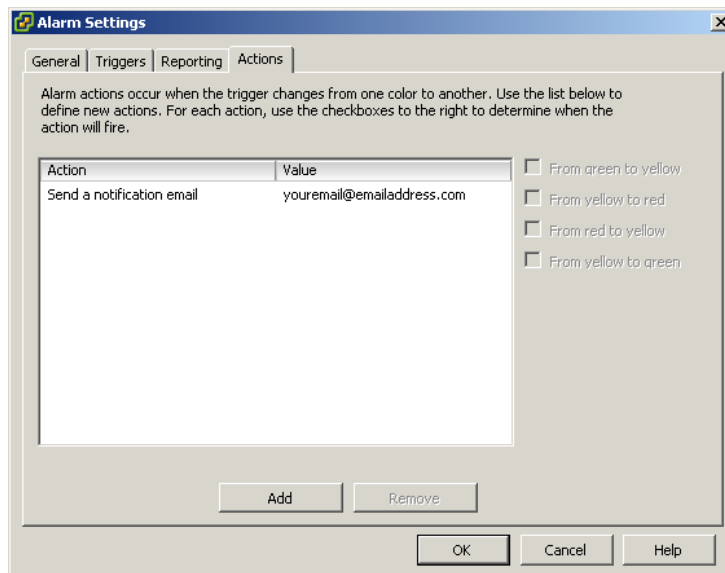 Alarm Settings
General Triggers Reporting Actions
Alarm actions occur when the trigger changes from one color to another. Use the list below to
define new actions. For each action, use the checkboxes to the right to determine when the
action will fire.
Action Value
Send a notification email youremail@emailaddress.com
From green to yellow
From yellow to red
From red to yellow
From yellow to green
Add Remove
OK Cancel Help